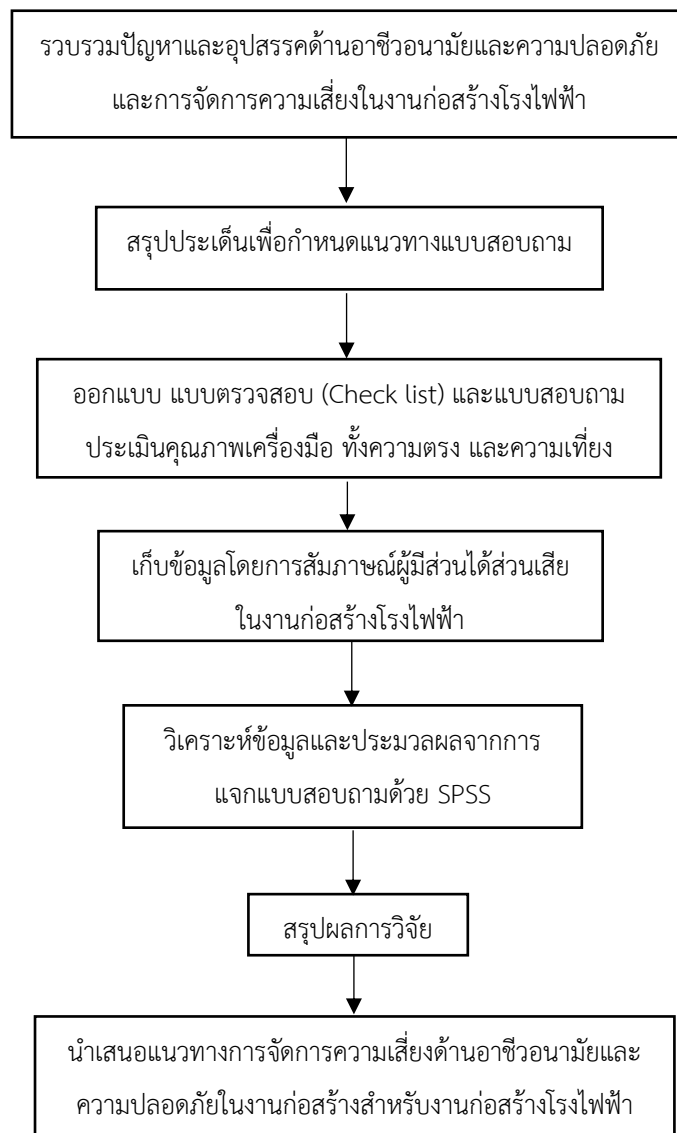 รวบรวมปัญหาและอุปสรรคด้านอาชีวอนามัยและความปลอดภัย
และการจัดการความเสี่ยงในงานก่อสร้างโรงไฟฟ้า
สรุปประเด็นเพื่อกำหนดแนวทางแบบสอบถาม
ออกแบบ แบบตรวจสอบ (Check list) และแบบสอบถาม
ประเมินคุณภาพเครื่องมือ ทั้งความตรง และความเที่ยง
เก็บข้อมูลโดยการสัมภาษณ์ผู้มีส่วนได้ส่วนเสีย
ในงานก่อสร้างโรงไฟฟ้า
วิเคราะห์ข้อมูลและประมวลผลจากการ
แจกแบบสอบถามด้วย SPSS
สรุปผลการวิจัย
นำเสนอแนวทางการจัดการความเสี่ยงด้านอาชีวอนามัยและ
ความปลอดภัยในงานก่อสร้างสำหรับงานก่อสร้างโรงไฟฟ้า